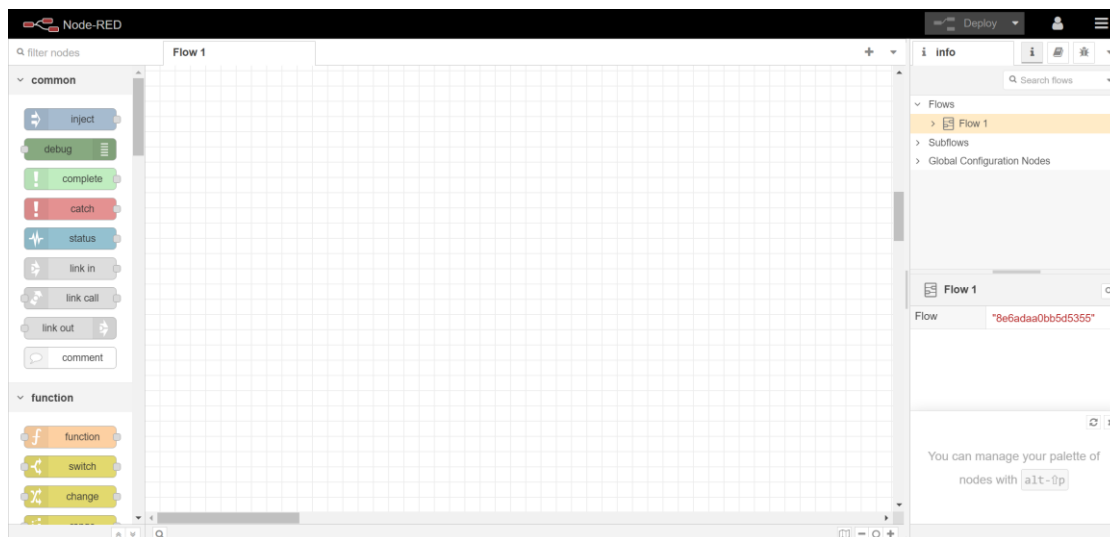 Node-RED
Deploy
filter nodes
Flow 1
i info
i
Search flows
common
Flows
inject
Flow 1
debug
Subflows
complete
Global Configuration Nodes
catch
status
link in
link call
Flow 1
link out
Flow "8e6adaa0bb5d5355"
comment
function
function
You can manage your palette of
switch
nodes with alt-⇧p
change